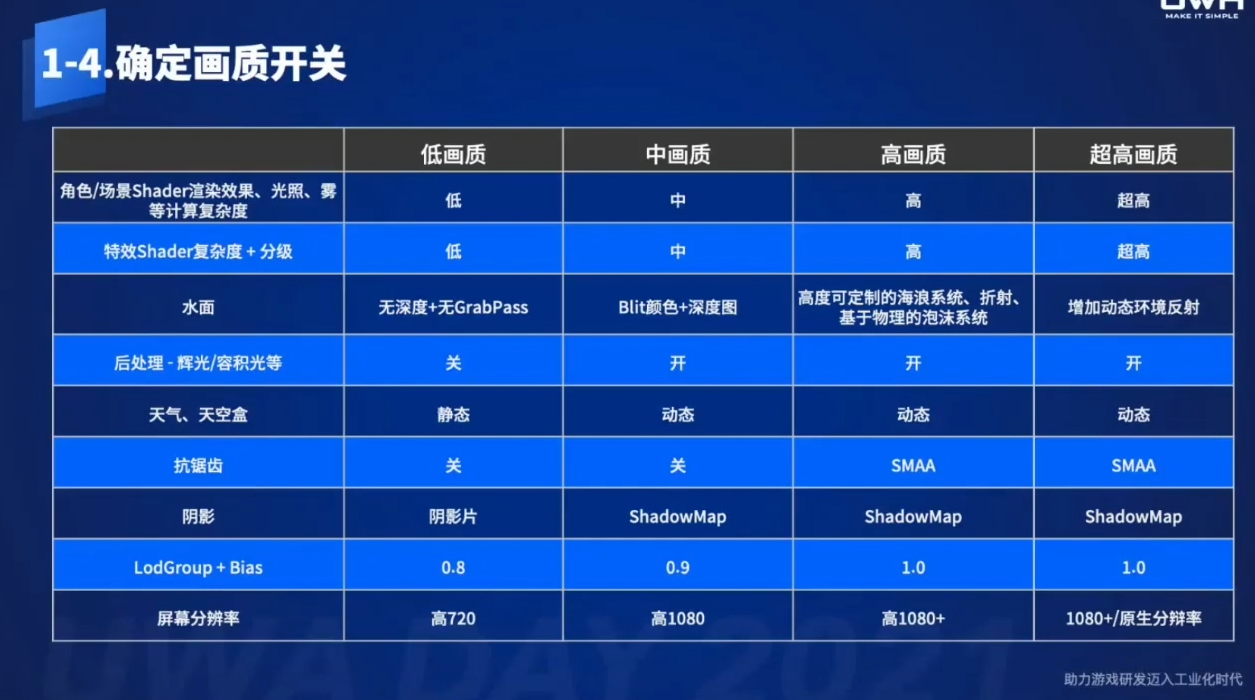 UWA
MAKE IT SIMPLE
1-4.确定画质开关
低画质 中画质 高画质 超高画质
角色/场景Shader渲染效果、光照、雾
等计算复杂度 低 中 高 超高
特效Shader复杂度 + 分级 低 中 高 超高
水面 无深度+无GrabPass Blit颜色+深度图 高度可定制的海浪系统、折射、
基于物理的泡沫系统 增加动态环境反射
后处理 - 辉光/容积光等 关 开 开 开
天气、天空盒 静态 动态 动态 动态
抗锯齿 关 关 SMAA SMAA
阴影 阴影片 ShadowMap ShadowMap ShadowMap
LodGroup + Bias 0.8 0.9 1.0 1.0
屏幕分辨率 高720 高1080 高1080+ 1080+/原生分辩率
UWA DAY 2021
助力游戏研发迈入工业化时代